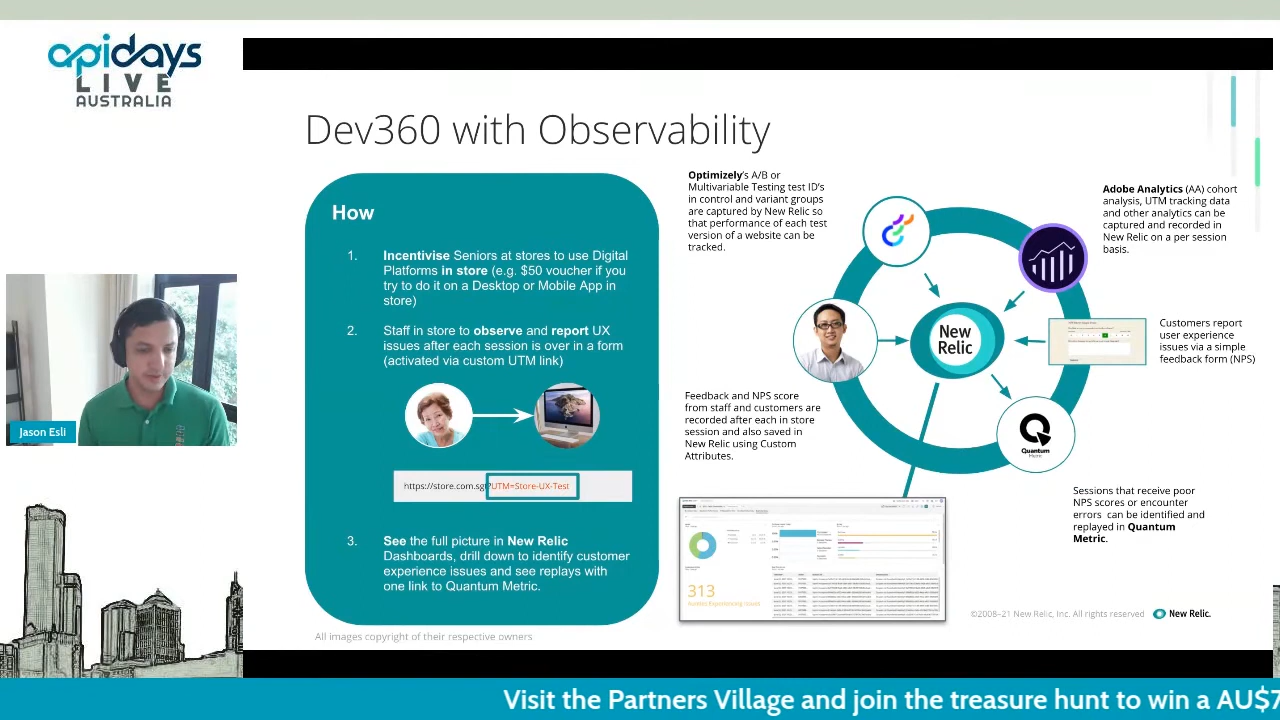 apidays
LIVE
AUSTRALIA
Dev360 with Observability
How
1. Incentivise Seniors at stores to use Digital
Platforms in store (e.g. $50 voucher if you
try to do it on a Desktop or Mobile App in
store)
2. Staff in store to observe and report UX
issues after each session is over in a form
(activated via custom UTM link)
https://store.com.sg?UTM=Store-UX-Test
3. See the full picture in New Relic
Dashboards, drill down to identify customer
experience issues and see replays with
one link to Quantum Metric.
All images copyright of their respective owners
Optimizely's A/B or
Multivariable Testing test ID's
in control and variant groups
are captured by New Relic so
that performance of each test
version of a website can be
tracked.
Adobe Analytics (AA) cohort
analysis, UTM tracking data
and other analytics can be
captured and recorded in
New Relic on a per session
basis.
New
Relic
Customers report
user experience
issues via a simple
feedback form (NPS)
Feedback and NPS score
from staff and customers are
recorded after each in store
session and also saved in
New Relic using Custom
Attributes.
Quantum
Metric
Sessions that receive poor
NPS scores or encounter
errors can be identified and
replayed in Quantum
Metric.
313
©2008–21 New Relic, Inc. All rights reserved
New Relic.
Jason Esli
Visit the Partners Village and join the treasure hunt to win a AU$7